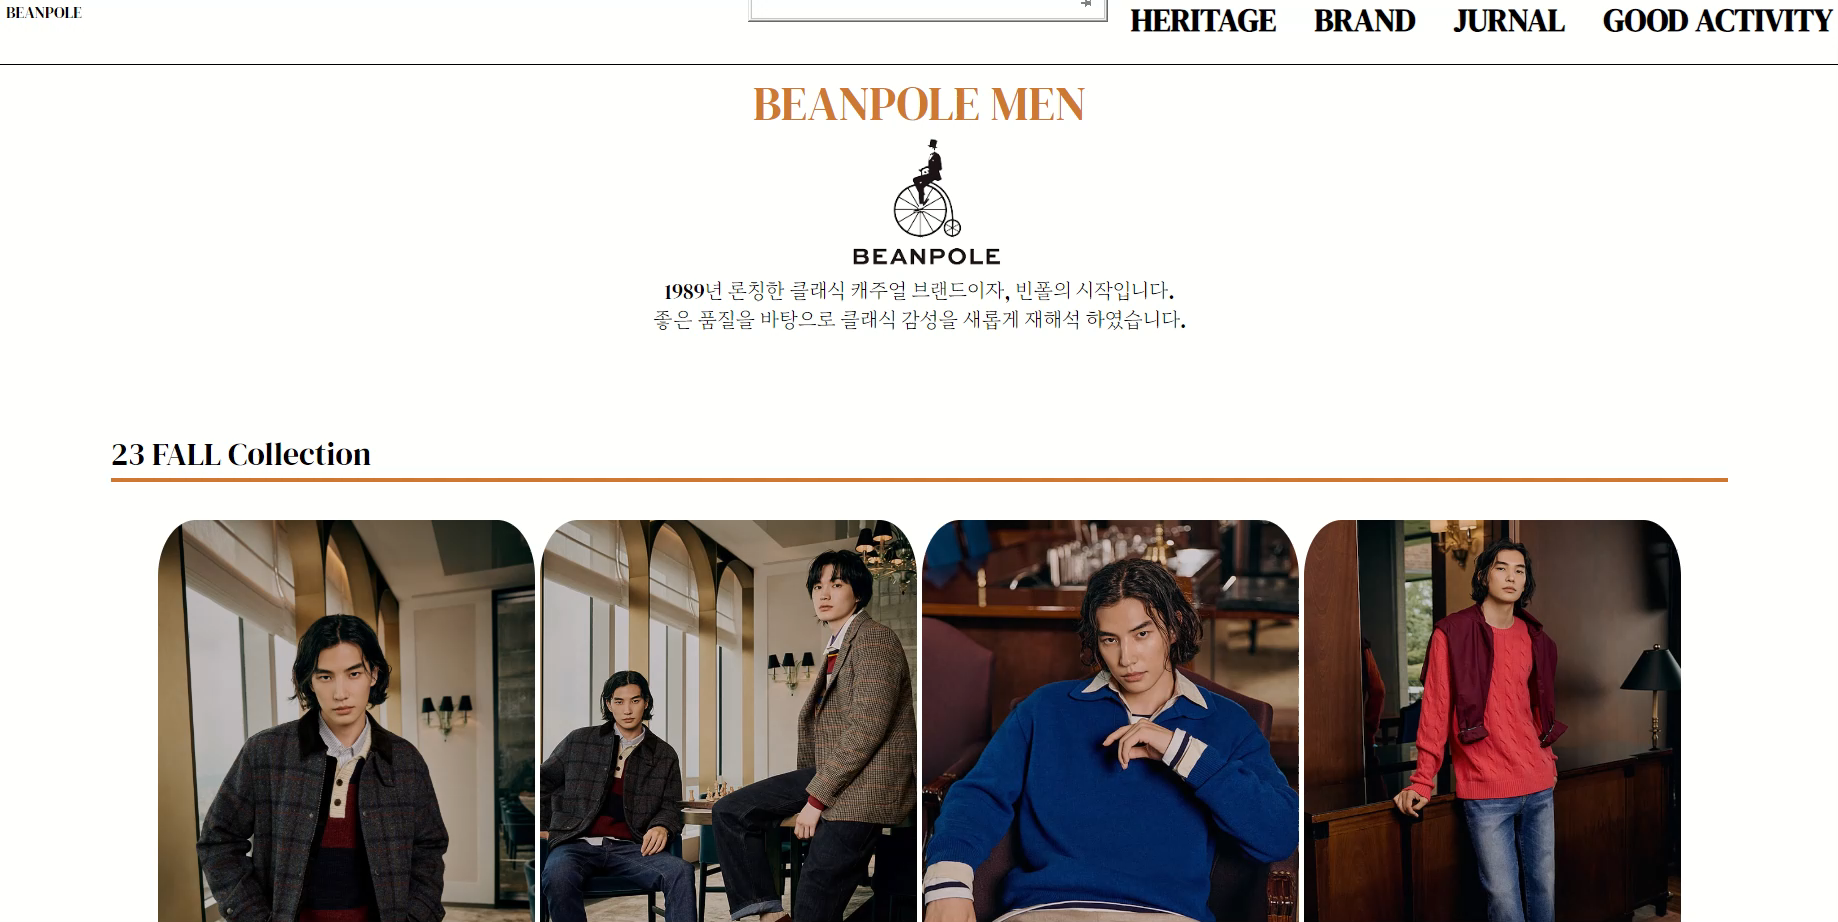 BEANPOLE
HERITAGE BRAND JURNAL GOOD ACTIVITY
BEANPOLE MEN
BEANPOLE
1989년 론칭한 클래식 캐주얼 브랜드이자, 빈폴의 시작입니다.
좋은 품질을 바탕으로 클래식 감성을 새롭게 재해석 하였습니다.
23 FALL Collection